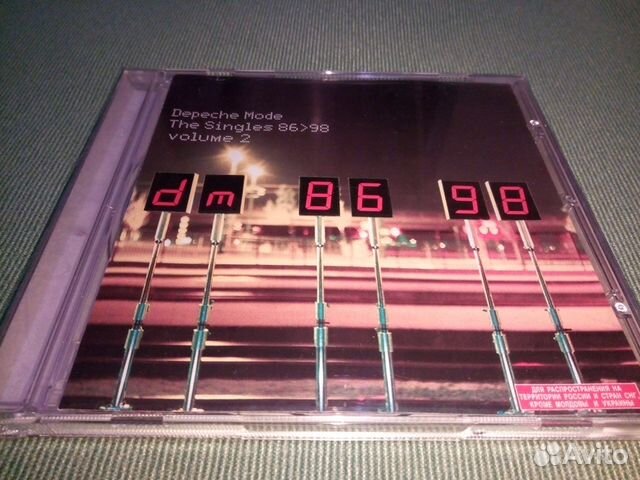 Depeche Mode
The Singles 86>98
volume 2
dm 86 98
ДЛЯ РАСПРОСТРАНЕНИЯ НА
ТЕРРИТОРИИ РОССИИ И СТРАН СНГ,
КРОМЕ МОЛДОВЫ И УКРАИНЫ
Avito